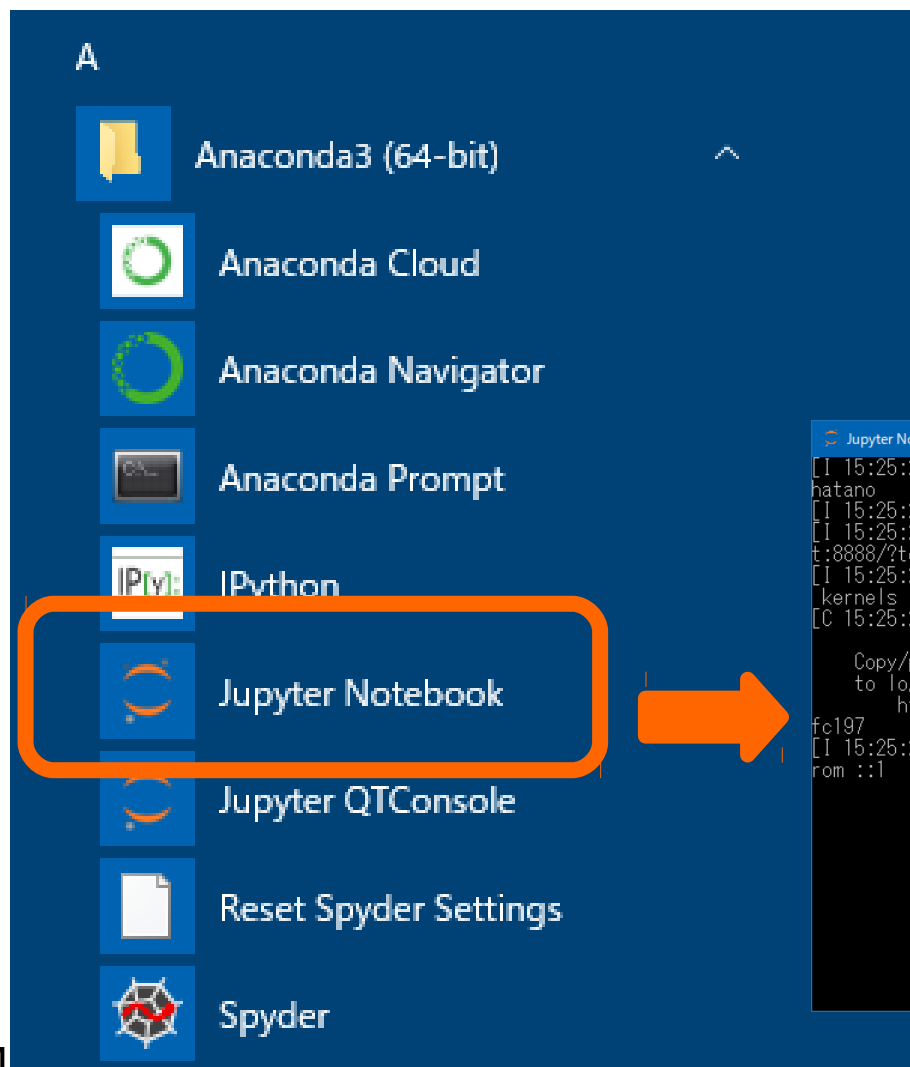 A
Anaconda3 (64-bit)
Anaconda Cloud
Anaconda Navigator
Anaconda Prompt
IP[y]:
IPython
Jupyter Notebook
Jupyter QTConsole
Reset Spyder Settings
Spyder
Jupyter No
[I 15:25:
hatano
[I 15:25:
[I 15:25:
t:8888/?t
[I 15:25:
kernels
[C 15:25:
Copy/
to lo
h
fc197
[I 15:25:
rom ::1